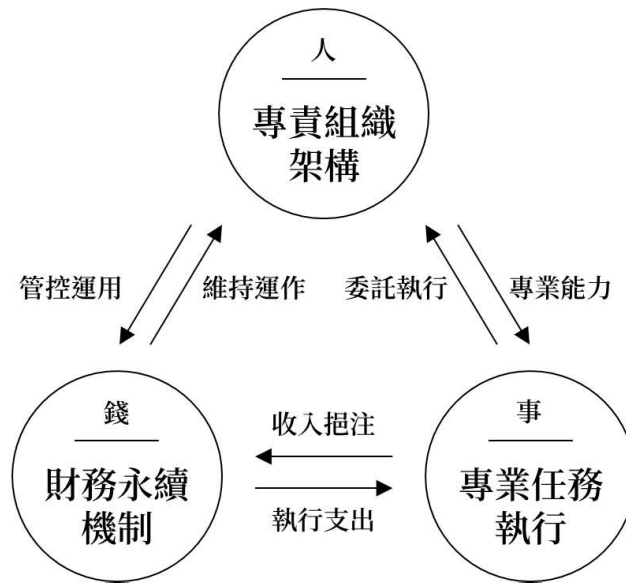 人
專責組織
架構
管控運用
維持運作
委託執行
專業能力
錢
財務永續
機制
收入挹注
執行支出
事
專業任務
執行